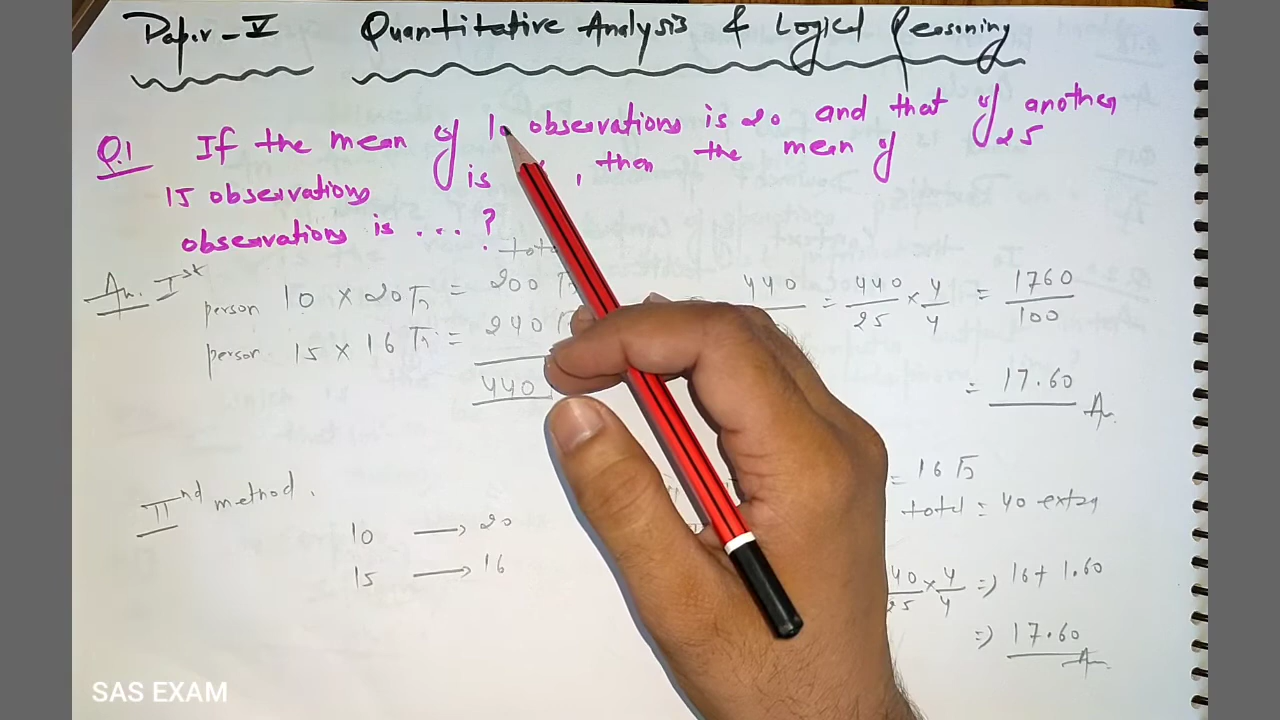 Paper-V Quantitative Analysis & Logical Reasoning
Q.1 If the mean of 10 observations is 20 and that of another
15 observations is , then the mean of 25
observations is ...?
Ist
person 10 × 20 = 200
person 15 × 16 = 240
440
440 = 440/25 × 4/4 = 1760/100
= 17.60
IInd method.
10 → 20
15 → 16
= 16
total = 40 extra
40/25 × 4/4 => 16 + 1.60
=> 17.60
SAS EXAM